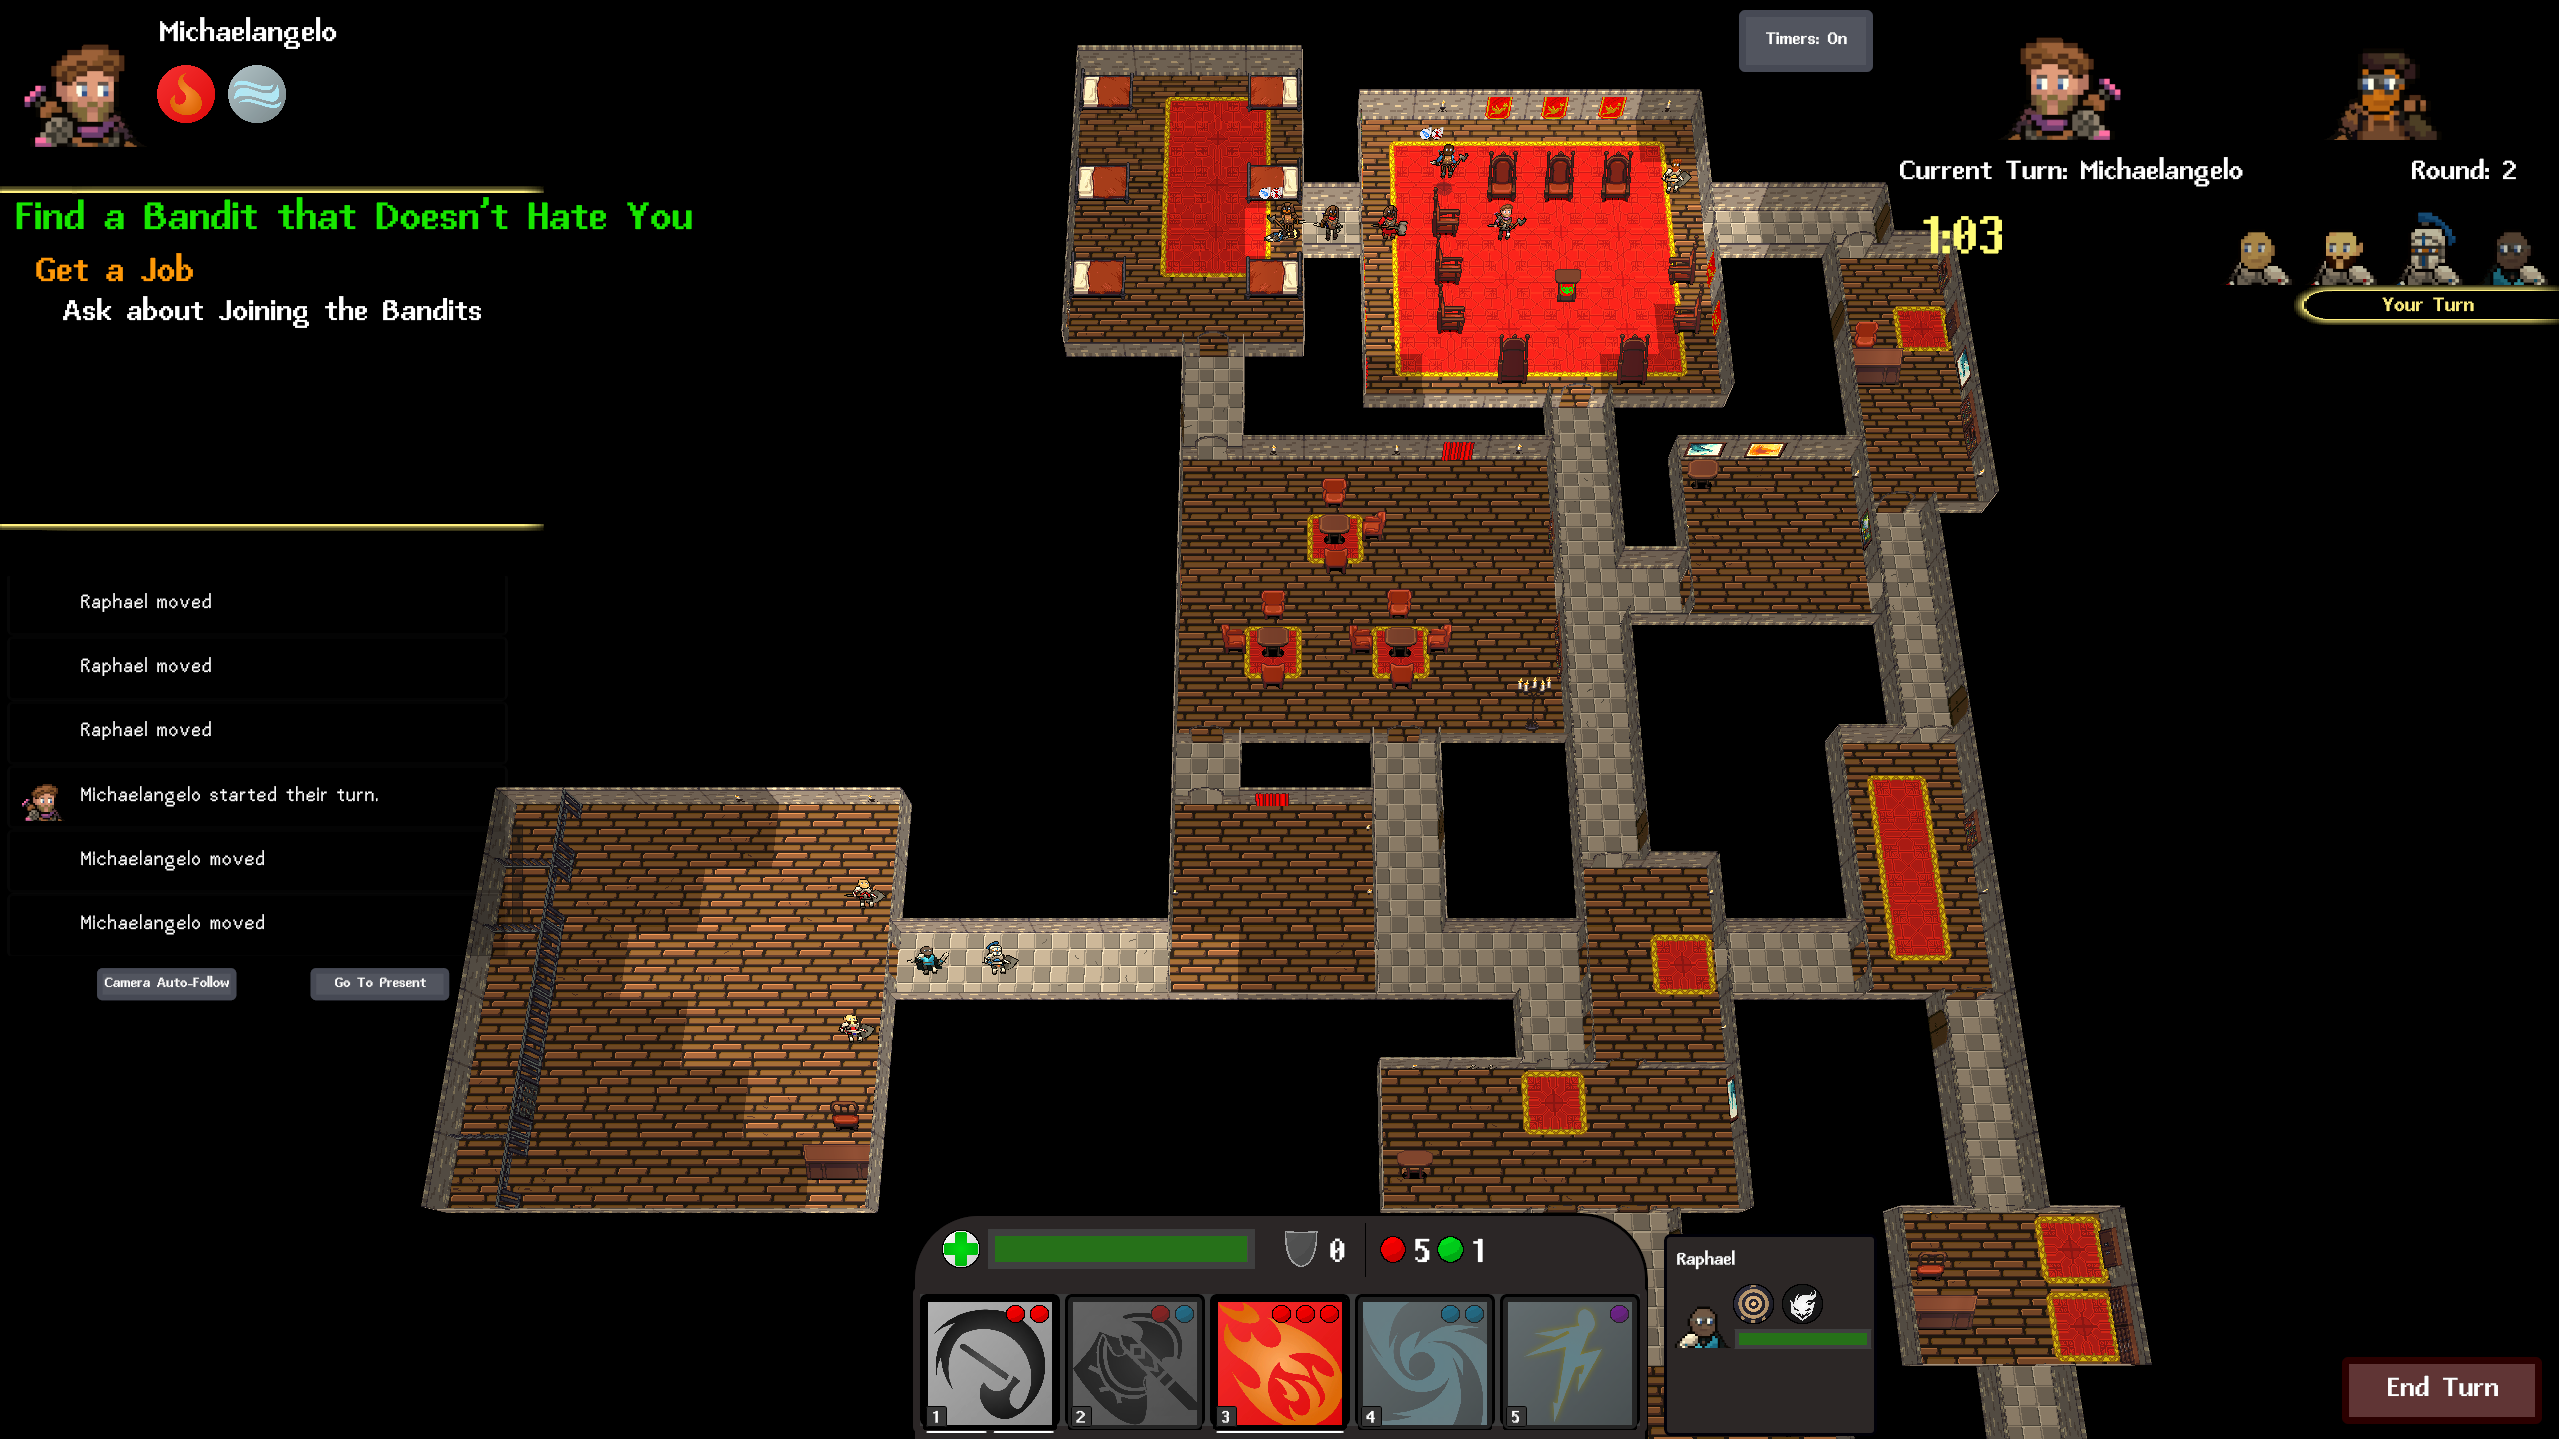 Michaelangelo
Timers: On
Current Turn: Michaelangelo
Round: 2
1:03
Your Turn
Find a Bandit that Doesn't Hate You
Get a Job
Ask about Joining the Bandits
Raphael moved
Raphael moved
Raphael moved
Michaelangelo started their turn.
Michaelangelo moved
Michaelangelo moved
Camera Auto-Follow
Go To Present
0
5
1
Raphael
1
2
3
4
5
End Turn